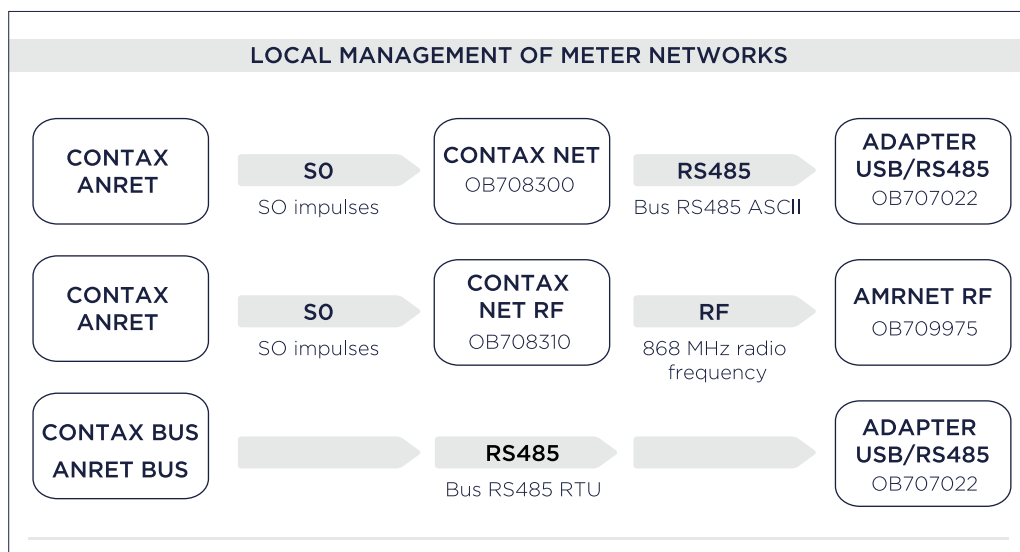 LOCAL MANAGEMENT OF METER NETWORKS
CONTAX
ANRET
S0
SO impulses
CONTAX NET
OB708300
RS485
Bus RS485 ASCII
ADAPTER
USB/RS485
OB707022
CONTAX
ANRET
S0
SO impulses
CONTAX
NET RF
OB708310
RF
868 MHz radio
frequency
AMRNET RF
OB709975
CONTAX BUS
ANRET BUS
RS485
Bus RS485 RTU
ADAPTER
USB/RS485
OB707022